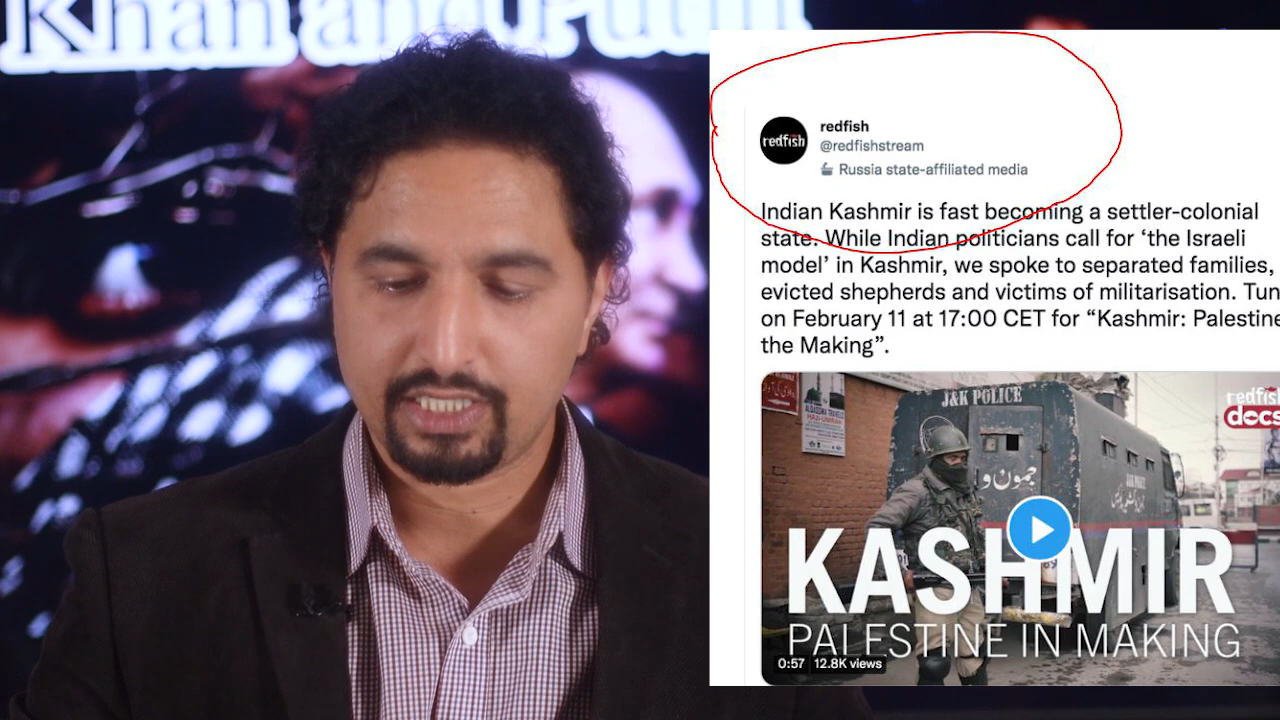 Khan and Putin
redfish
redfish
@redfishstream
Russia state-affiliated media
Indian Kashmir is fast becoming a settler-colonial
state. While Indian politicians call for ‘the Israeli
model’ in Kashmir, we spoke to separated families,
evicted shepherds and victims of militarisation. Tun
on February 11 at 17:00 CET for “Kashmir: Palestine
the Making”.
J&K POLICE
جموں و
redfish
docs
KASHMIR
PALESTINE IN MAKING
0:57
12.8K views